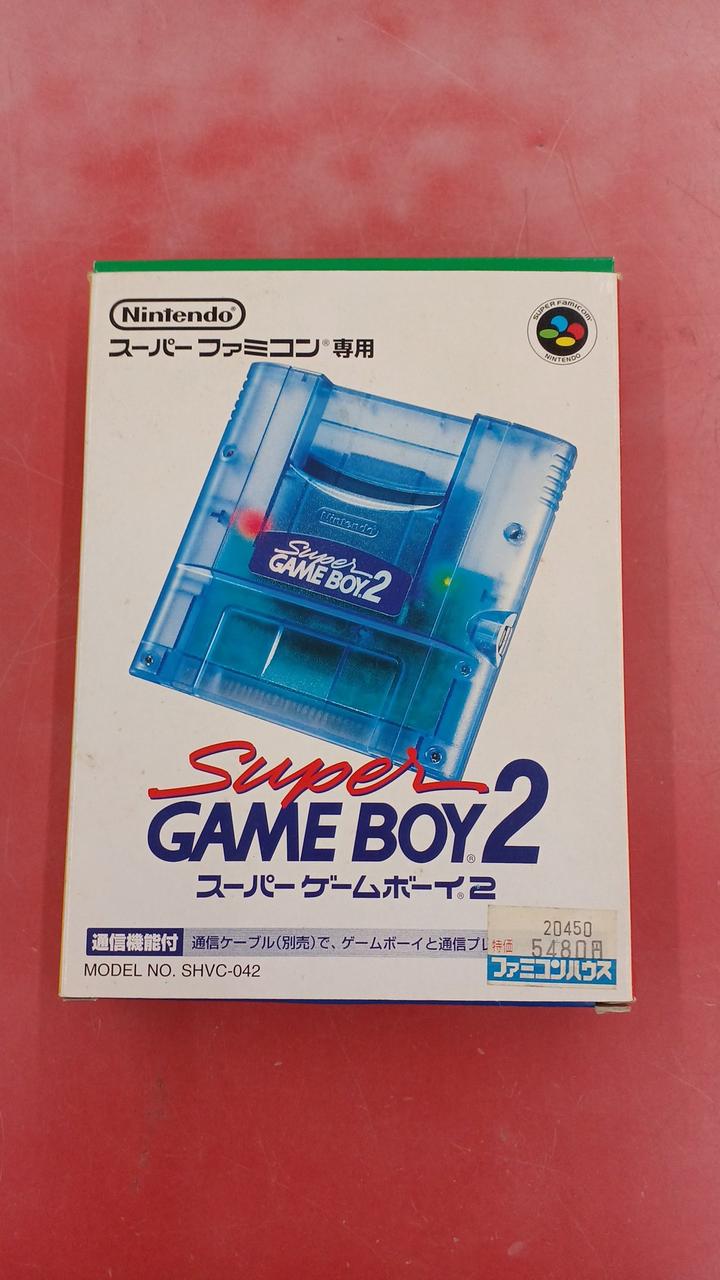 Nintendo
スーパーファミコン®専用
SUPER FAMICOM
NINTENDO
Nintendo
Super
GAME BOY.2
Super
GAME BOY®2
スーパーゲームボーイ®2
通信機能付 通信ケーブル(別売)で、ゲームボーイと通信プレ
MODEL NO. SHVC-042
20450
特価 5480円
ファミコンハウス